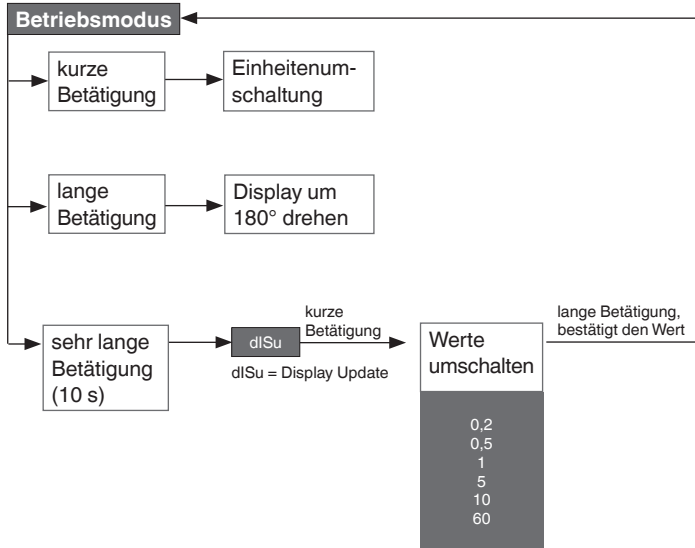 Betriebsmodus
kurze
Betätigung
Einheitenum-
schaltung
lange
Betätigung
Display um
180° drehen
sehr lange
Betätigung
(10 s)
dISu
dISu = Display Update
kurze
Betätigung
Werte
umschalten
0,2
0,5
1
5
10
60
lange Betätigung,
bestätigt den Wert